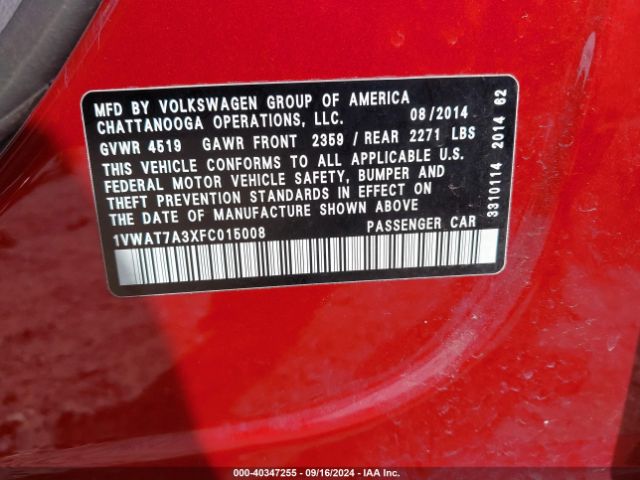 MFD BY VOLKSWAGEN GROUP OF AMERICA
CHATTANOOGA OPERATIONS, LLC. 08/2014
GVWR 4519 GAWR FRONT 2359 / REAR 2271 LBS
THIS VEHICLE CONFORMS TO ALL APPLICABLE U.S.
FEDERAL MOTOR VEHICLE SAFETY, BUMPER AND
THEFT PREVENTION STANDARDS IN EFFECT ON
THE DATE OF MANUFACTURE SHOWN ABOVE
1VWAT7A3XFC015008 PASSENGER CAR
3310114 2014 62
000-40347255 - 09/16/2024 - IAA Inc.